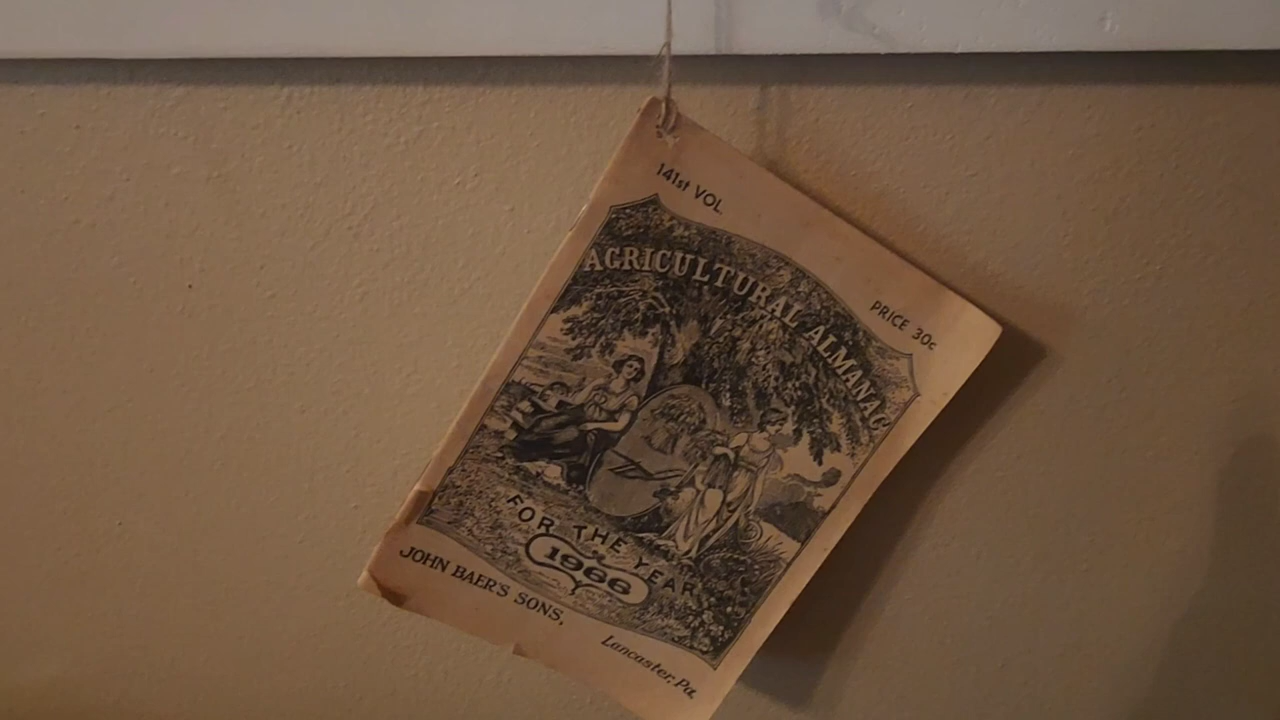 141st VOL.
PRICE 30c
AGRICULTURAL ALMANAC
FOR THE YEAR
1966
JOHN BAER'S SONS,
Lancaster, Pa.